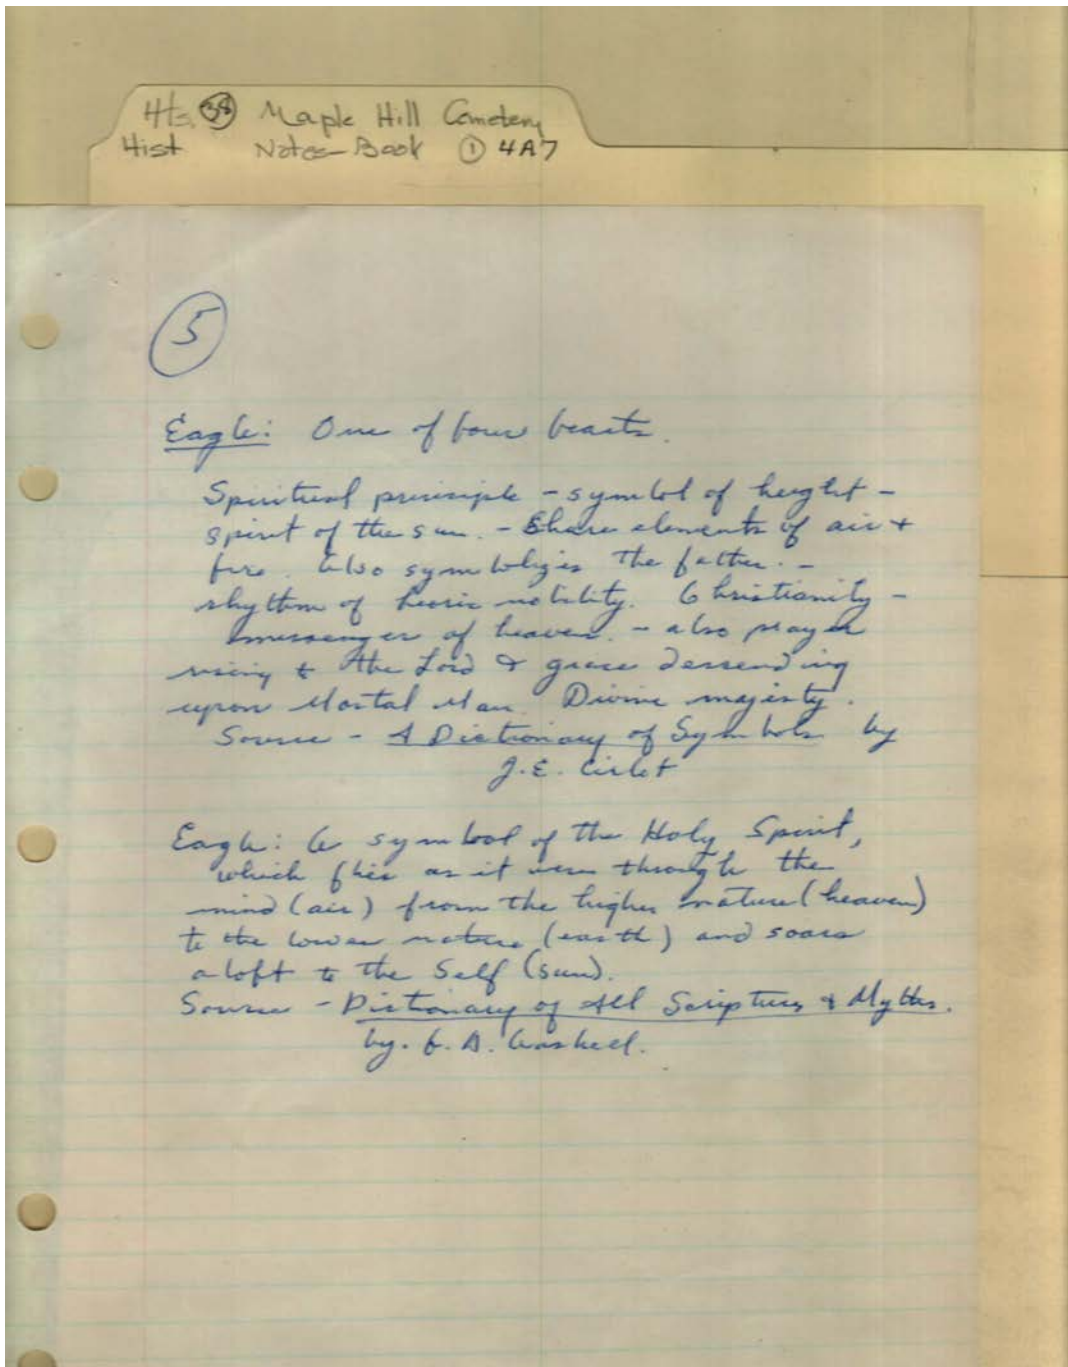 Hts. 38 Maple Hill Cemetery
Hist Notes-Book ① 4A7
5
Eagle: One of four beasts.
Spiritual principle - symbol of height -
spirit of the sun. - Share elements of air +
fire. Also symbolizes the father. -
rhythm of heoric nobility. Christianity -
messenger of heaven. - also prayer
rising to the Lord & grace descending
upon Mortal Man. Divine majesty.
Source - A Dictionary of Symbols by
J.E. Cirlot
Eagle: A symbol of the Holy Spirit,
which flies as it were through the
mind (air) from the higher nature (heaven)
to the lower nature (earth) and soars
aloft to the Self (sun).
Source - Dictionary of All Scriptures & Myths.
by. G. A. Gaskell.